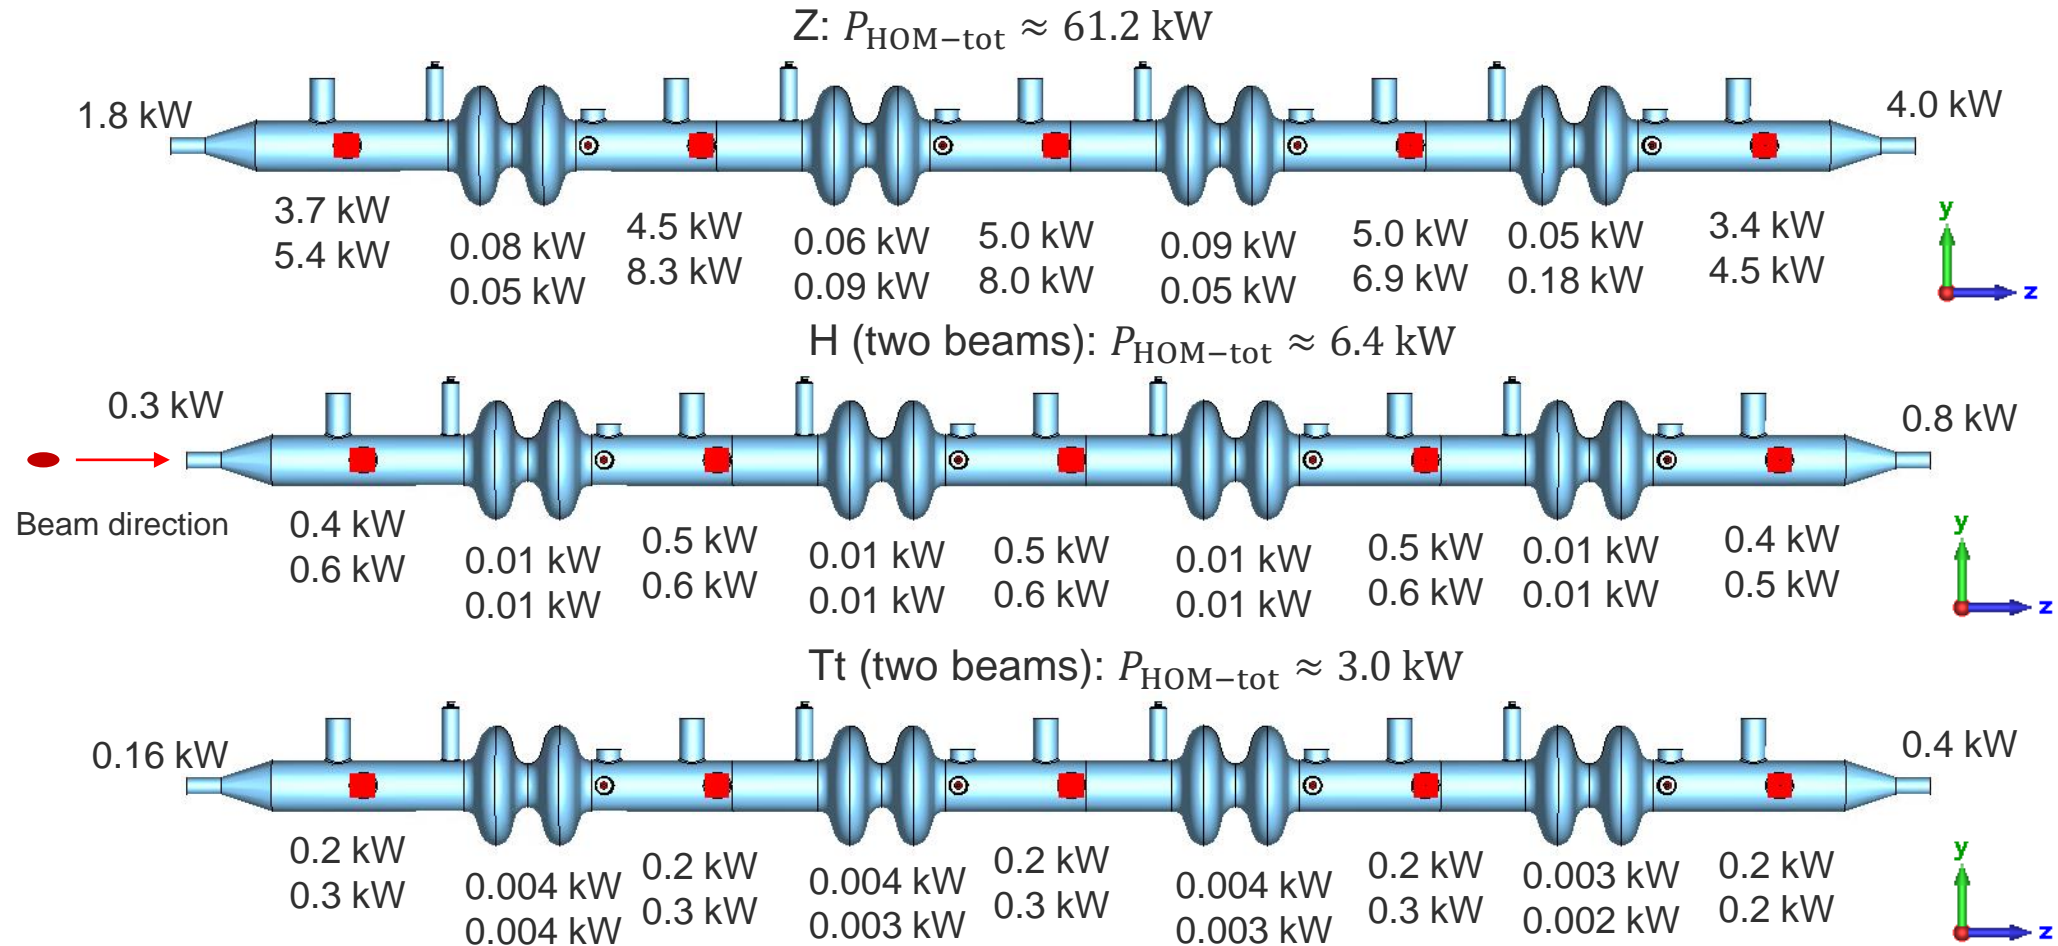 Z: P_HOM−tot ≈ 61.2 kW
1.8 kW
4.0 kW
3.7 kW
5.4 kW
0.08 kW
0.05 kW
4.5 kW
8.3 kW
0.06 kW
0.09 kW
5.0 kW
8.0 kW
0.09 kW
0.05 kW
5.0 kW
6.9 kW
0.05 kW
0.18 kW
3.4 kW
4.5 kW
y
z
H (two beams): P_HOM−tot ≈ 6.4 kW
0.3 kW
0.8 kW
Beam direction
0.4 kW
0.6 kW
0.01 kW
0.01 kW
0.5 kW
0.6 kW
0.01 kW
0.01 kW
0.5 kW
0.6 kW
0.01 kW
0.01 kW
0.5 kW
0.6 kW
0.01 kW
0.01 kW
0.4 kW
0.5 kW
y
z
Tt (two beams): P_HOM−tot ≈ 3.0 kW
0.16 kW
0.4 kW
0.2 kW
0.3 kW
0.004 kW
0.004 kW
0.2 kW
0.3 kW
0.004 kW
0.003 kW
0.2 kW
0.3 kW
0.004 kW
0.003 kW
0.2 kW
0.3 kW
0.003 kW
0.002 kW
0.2 kW
0.2 kW
y
z